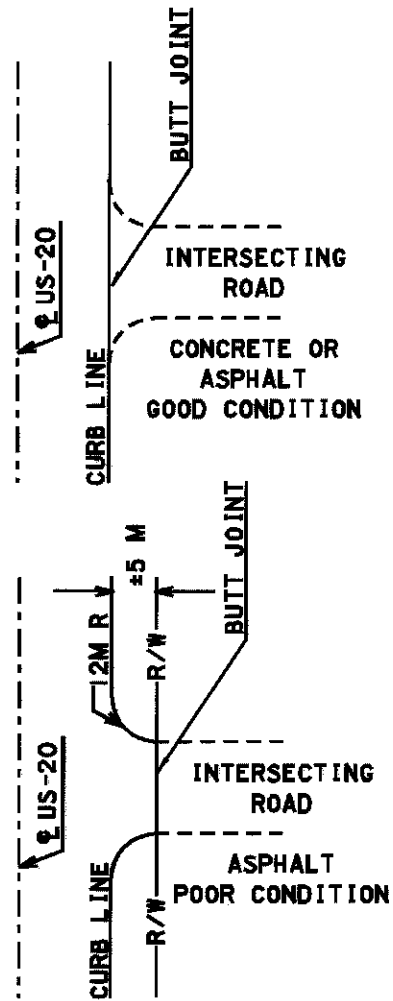 BUTT JOINT
℄ US-20
INTERSECTING
ROAD
CURB LINE
CONCRETE OR
ASPHALT
GOOD CONDITION
±5 M
BUTT JOINT
12M R
R/W
℄ US-20
INTERSECTING
ROAD
CURB LINE
R/W
ASPHALT
POOR CONDITION